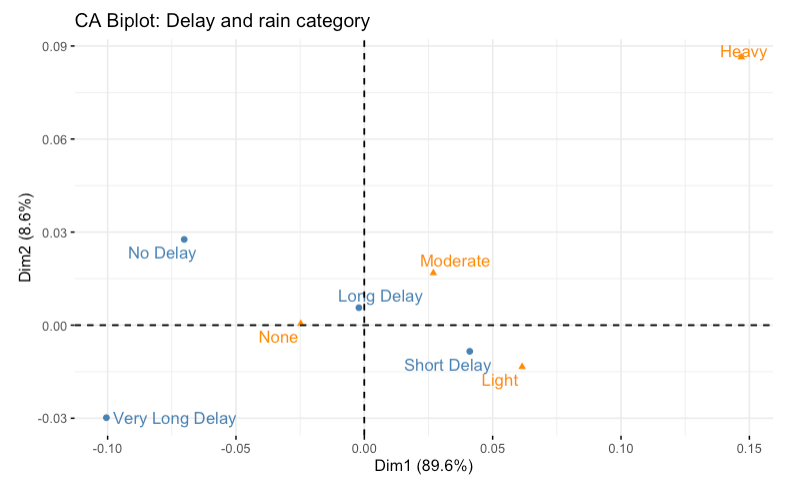 CA Biplot: Delay and rain category
0.09
Heavy
0.06
0.03
No Delay
Moderate
Long Delay
0.00
None
Short Delay
Light
-0.03
Very Long Delay
Dim2 (8.6%)
-0.10
-0.05
0.00
0.05
0.10
0.15
Dim1 (89.6%)